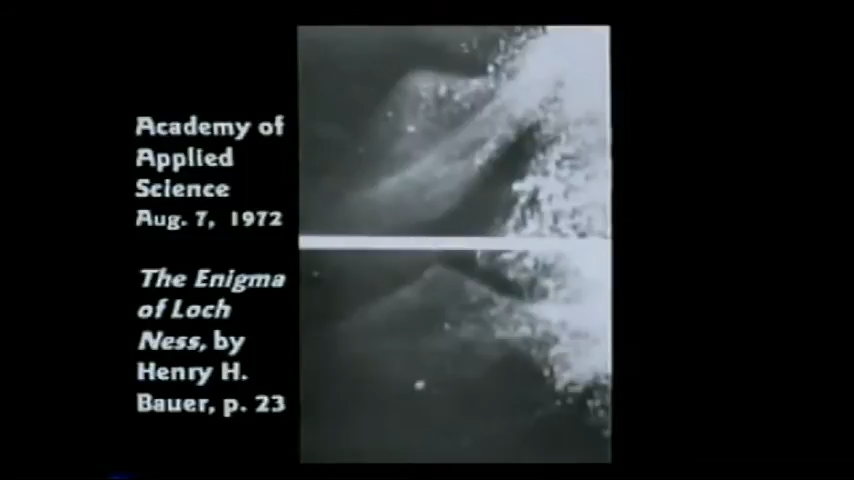 Academy of
Applied
Science
Aug. 7, 1972
The Enigma
of Loch
Ness, by
Henry H.
Bauer, p. 23